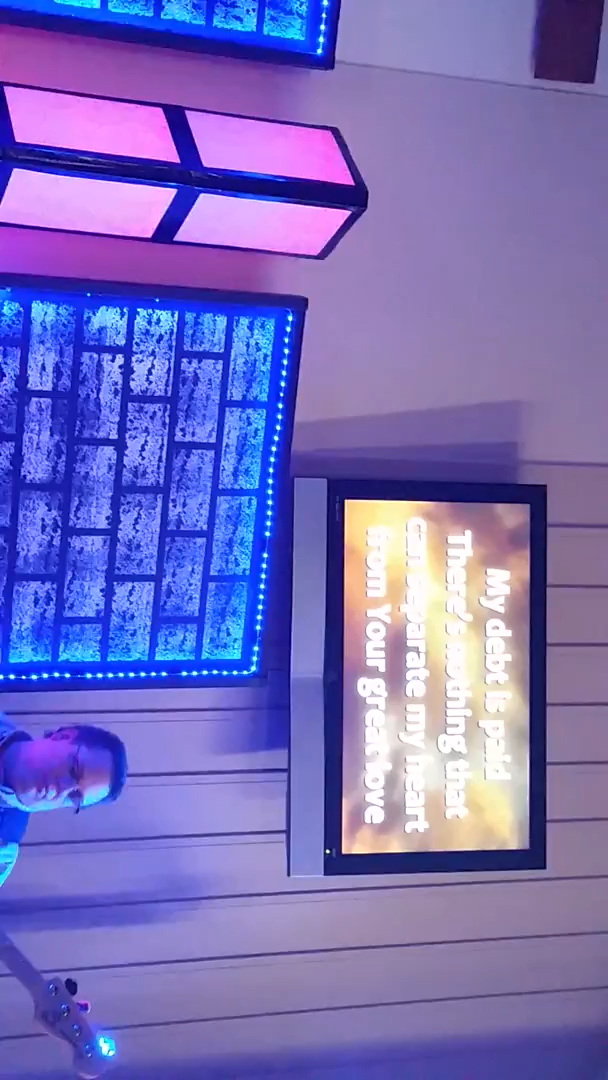 My debt is paid
There's nothing that
can separate my heart
from Your great love